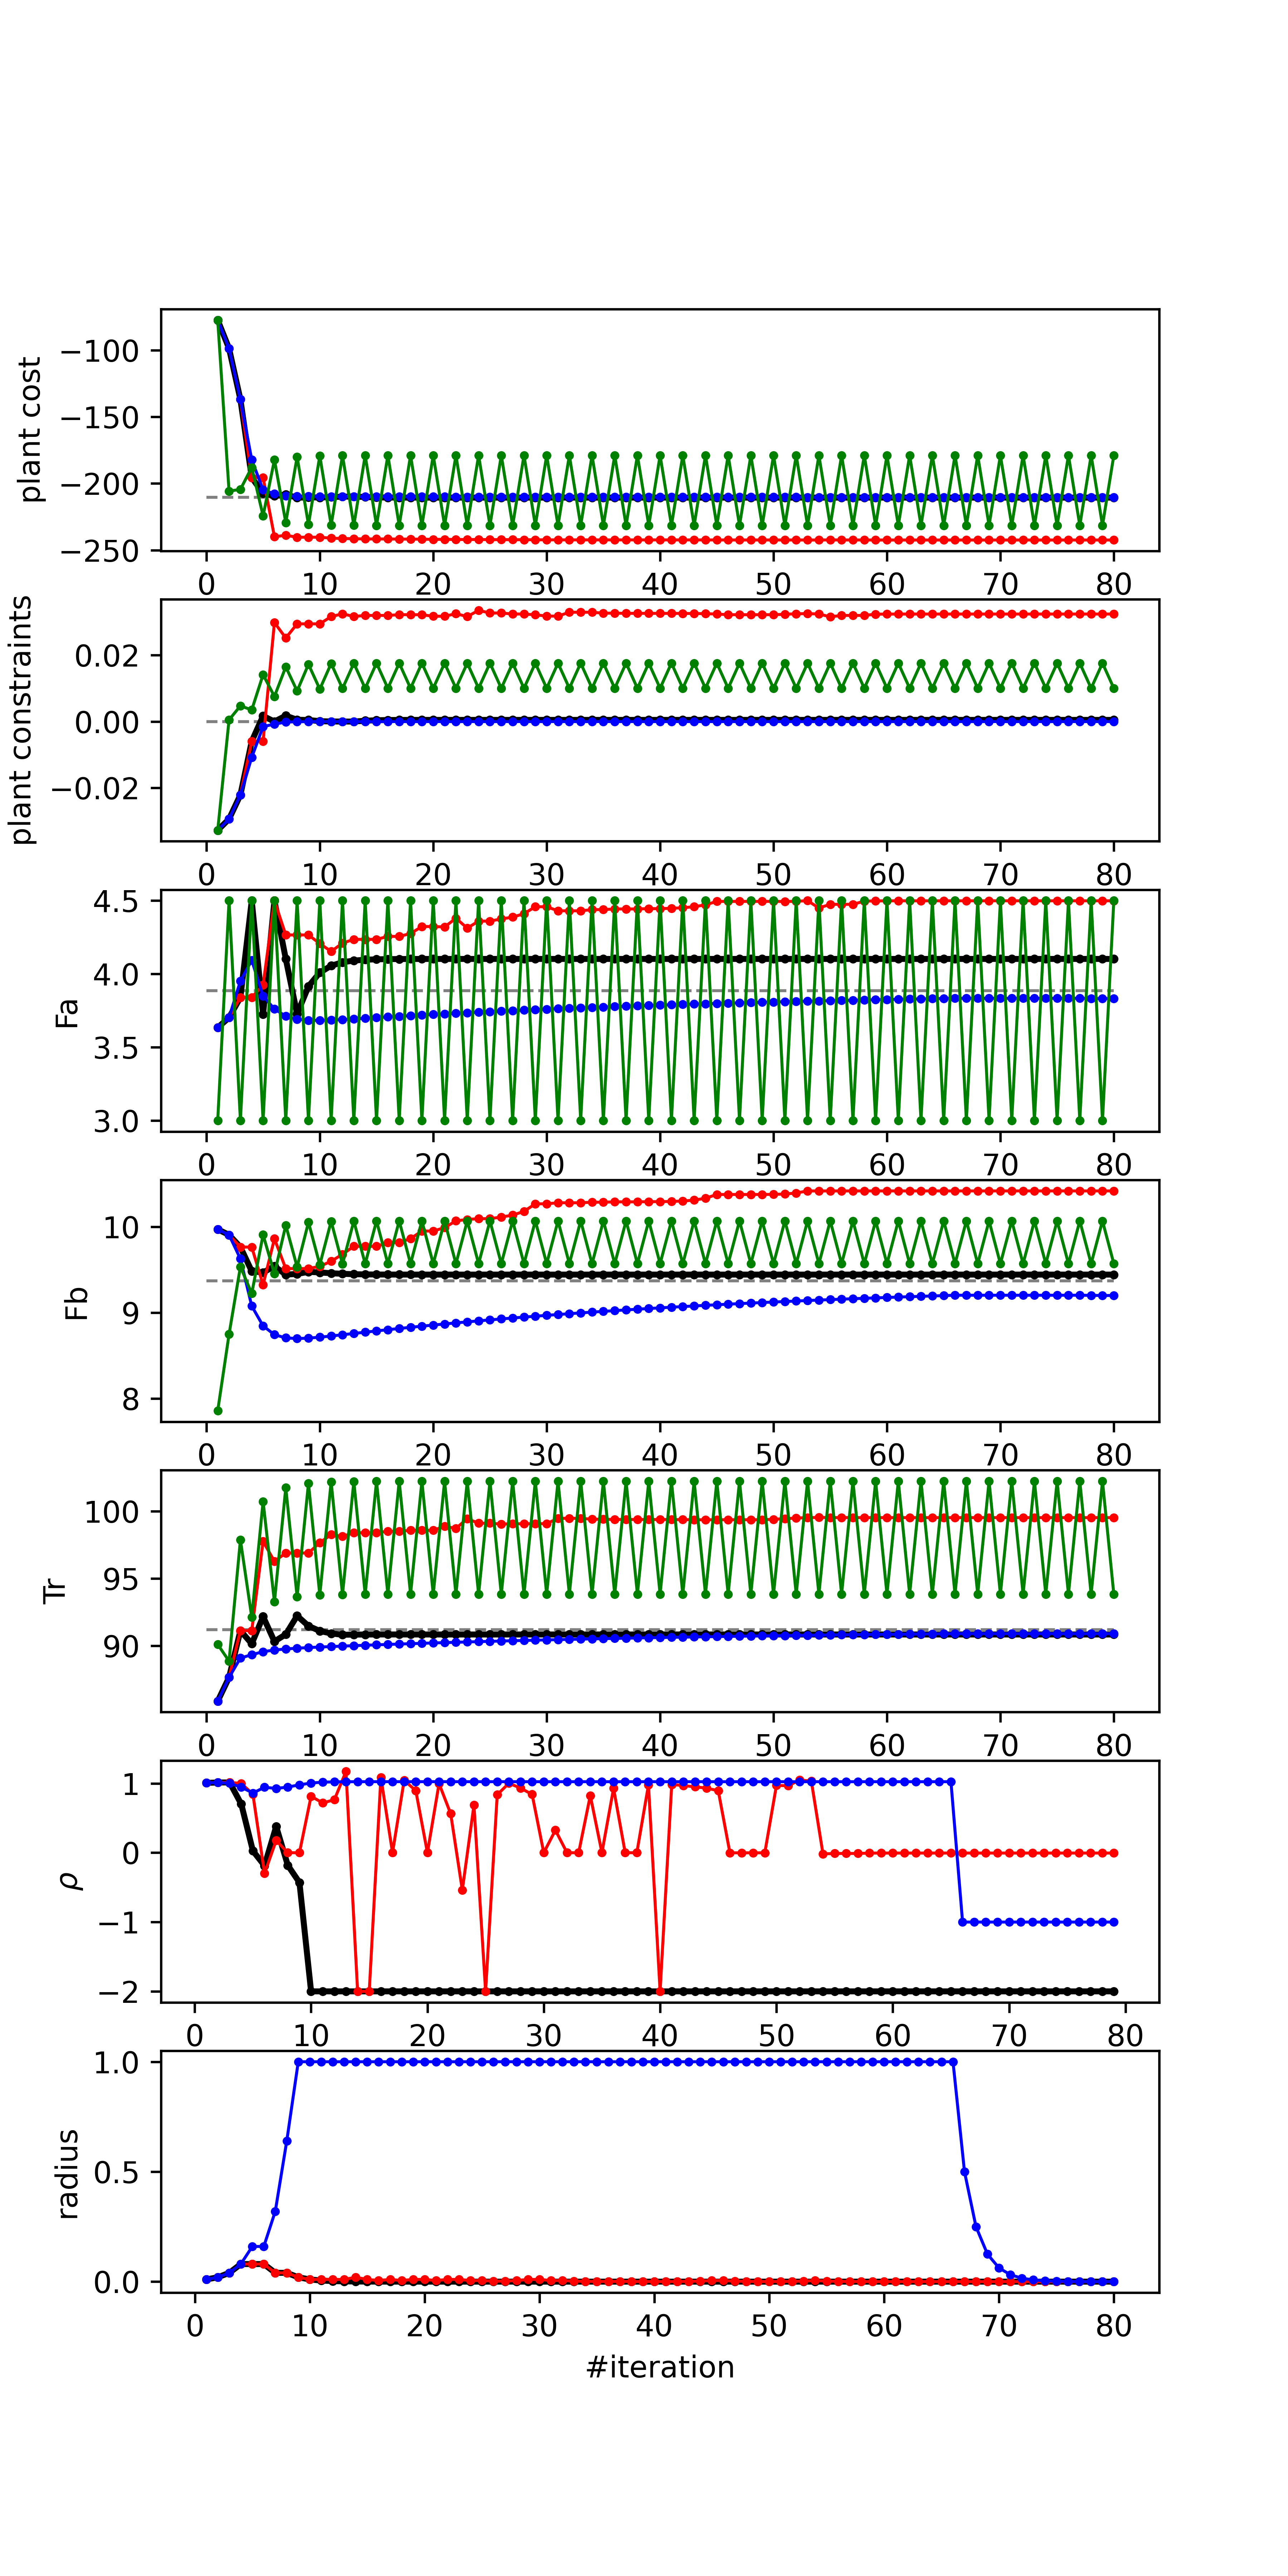 plant cost
−100
−150
−200
−250
0 10 20 30 40 50 60 70 80
plant constraints
0.02
0.00
−0.02
0 10 20 30 40 50 60 70 80
Fa
4.5
4.0
3.5
3.0
0 10 20 30 40 50 60 70 80
Fb
10
9
8
0 10 20 30 40 50 60 70 80
Tr
100
95
90
0 10 20 30 40 50 60 70 80
ρ
1
0
−1
−2
0 10 20 30 40 50 60 70 80
radius
1.0
0.5
0.0
0 10 20 30 40 50 60 70 80
#iteration